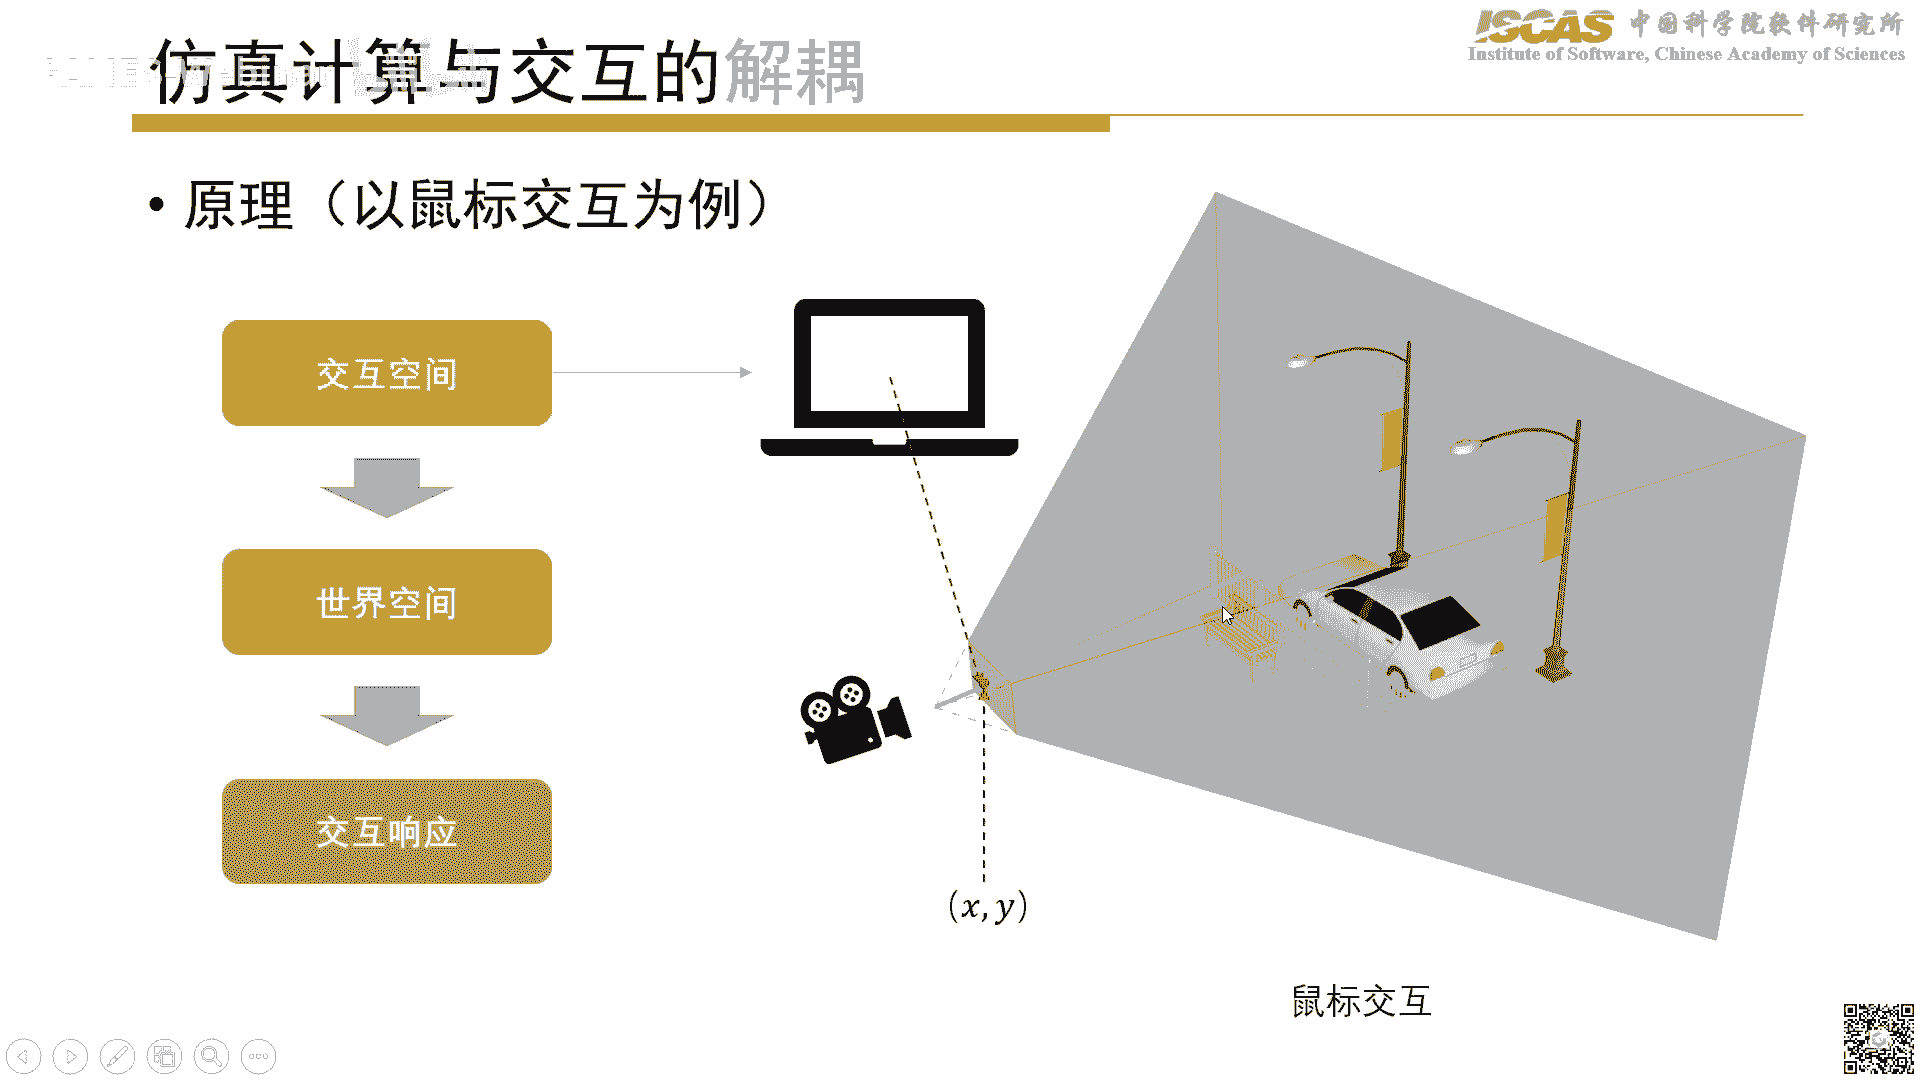 仿真计算与交互的解耦
ISCAS 中国科学院软件研究所
Institute of Software, Chinese Academy of Sciences
• 原理（以鼠标交互为例）
交互空间
世界空间
交互响应
(x, y)
鼠标交互